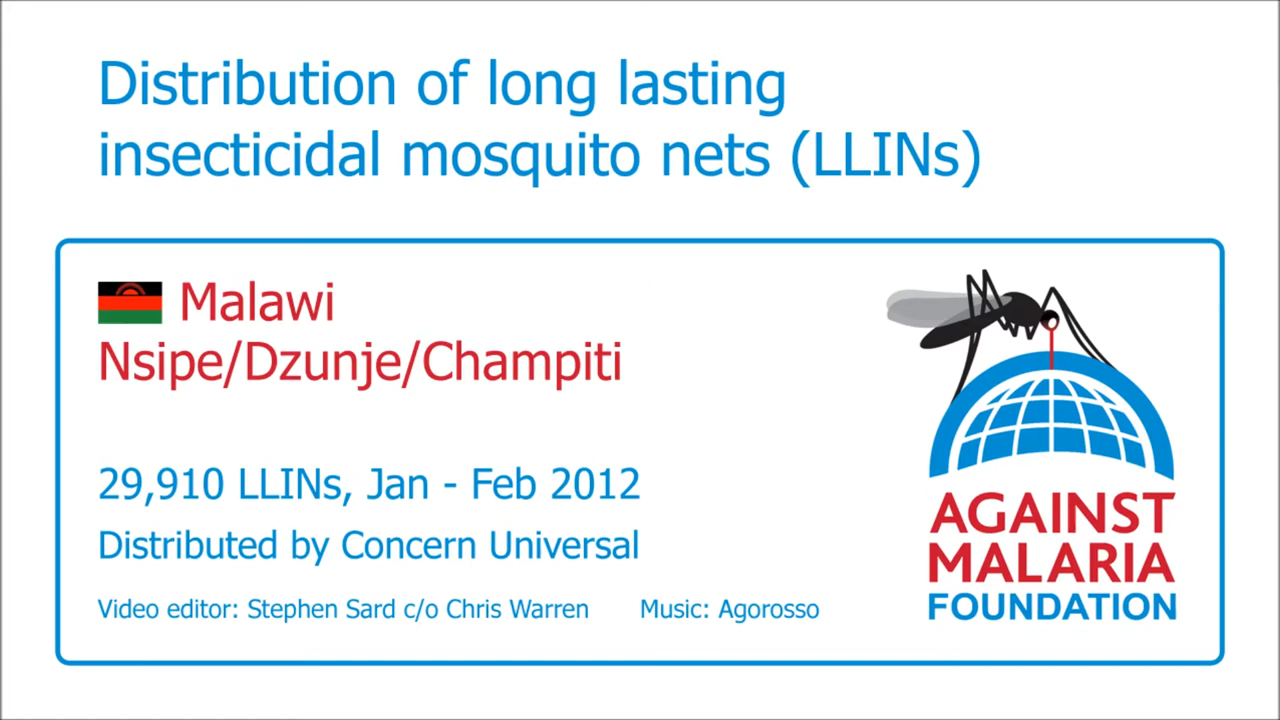 Distribution of long lasting
insecticidal mosquito nets (LLINs)
Malawi
Nsipe/Dzunje/Champiti
29,910 LLINs, Jan - Feb 2012
Distributed by Concern Universal
Video editor: Stephen Sard c/o Chris Warren Music: Agorosso
AGAINST
MALARIA
FOUNDATION